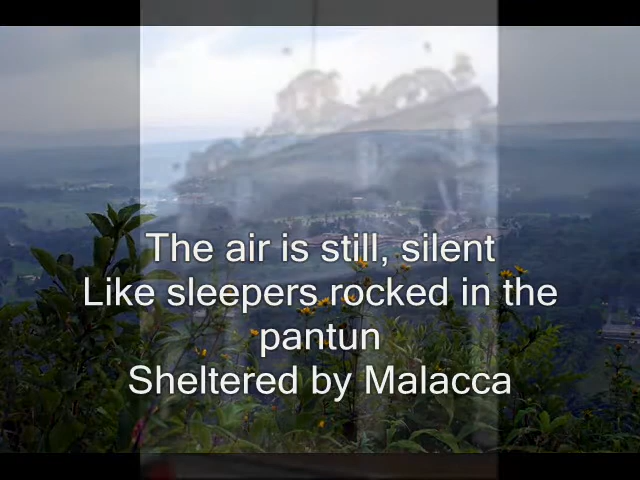 The air is still, silent
Like sleepers rocked in the
pantun
Sheltered by Malacca